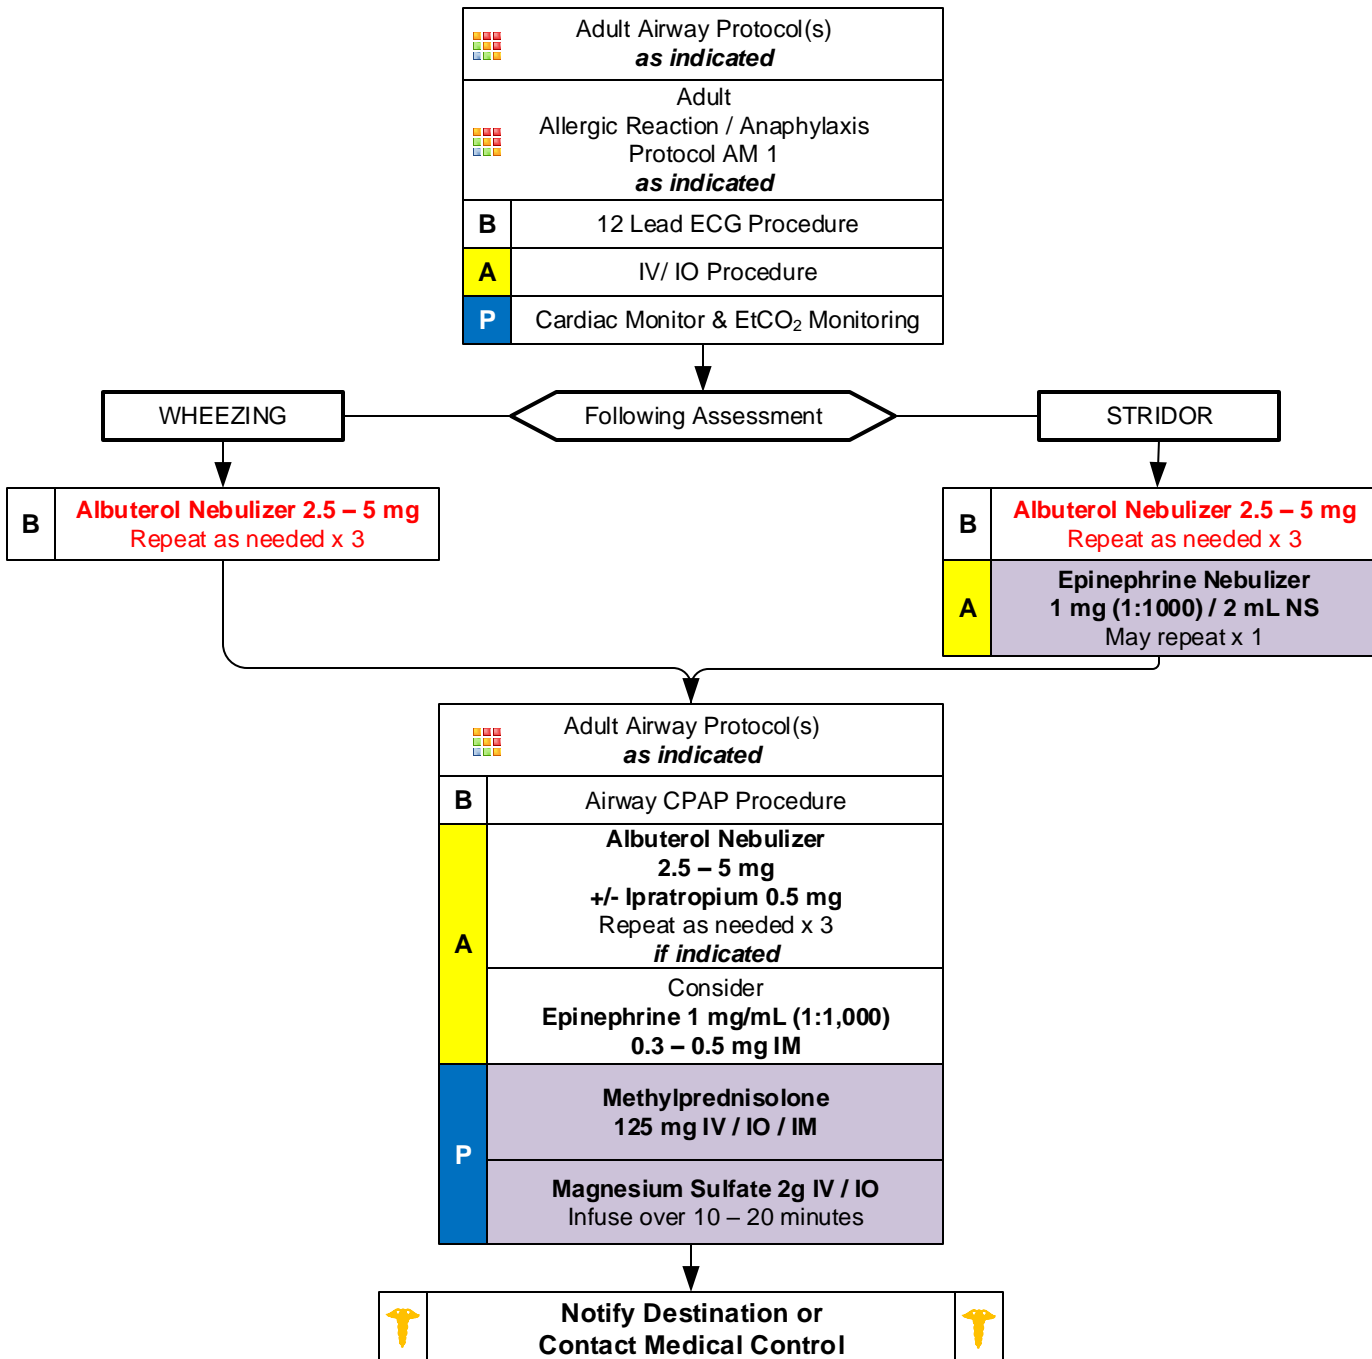 Adult Airway Protocol(s)
as indicated
Adult
Allergic Reaction / Anaphylaxis
Protocol AM 1
as indicated
B
12 Lead ECG Procedure
A
IV/ IO Procedure
P
Cardiac Monitor & EtCO₂ Monitoring
WHEEZING
Following Assessment
STRIDOR
B
Albuterol Nebulizer 2.5 – 5 mg
Repeat as needed x 3
B
Albuterol Nebulizer 2.5 – 5 mg
Repeat as needed x 3
A
Epinephrine Nebulizer
1 mg (1:1000) / 2 mL NS
May repeat x 1
Adult Airway Protocol(s)
as indicated
B
Airway CPAP Procedure
A
Albuterol Nebulizer
2.5 – 5 mg
+/- Ipratropium 0.5 mg
Repeat as needed x 3
if indicated
Consider
Epinephrine 1 mg/mL (1:1,000)
0.3 – 0.5 mg IM
P
Methylprednisolone
125 mg IV / IO / IM
Magnesium Sulfate 2g IV / IO
Infuse over 10 – 20 minutes
Notify Destination or
Contact Medical Control